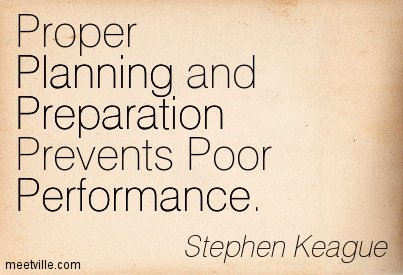 Proper
Planning and
Preparation
Prevents Poor
Performance.
Stephen Keague
meetville.com